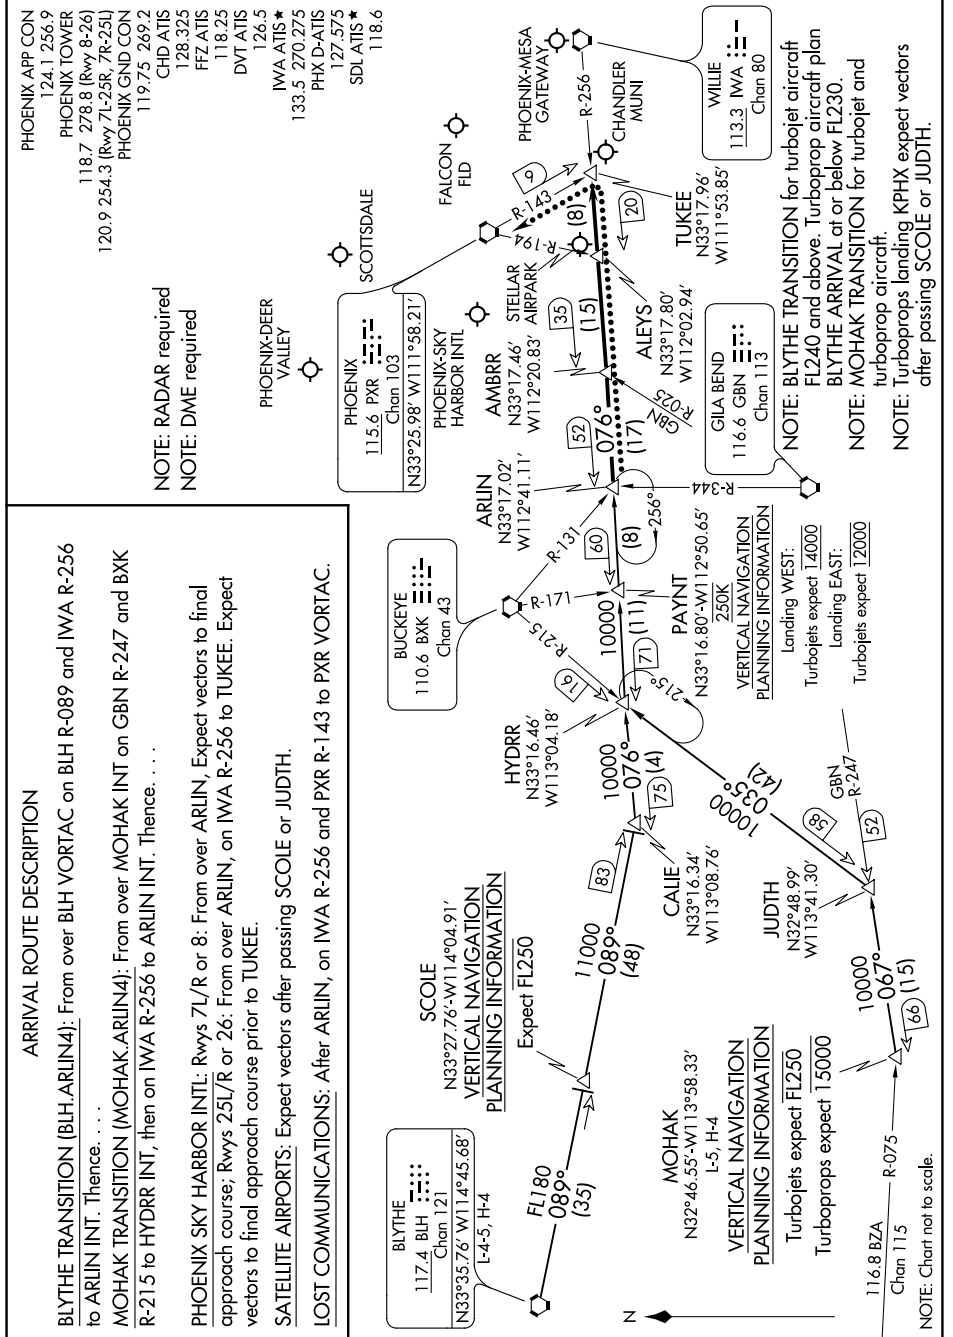 ARRIVAL ROUTE DESCRIPTION
BLYTHE TRANSITION (BLH.ARLIN4): From over BLH VORTAC on BLH R-089 and IWA R-256
to ARLIN INT. Thence. . . .
MOHAK TRANSITION (MOHAK.ARLIN4): From over MOHAK INT on GBN R-247 and BXK
R-215 to HYDRR INT, then on IWA R-256 to ARLIN INT. Thence. . . .
PHOENIX SKY HARBOR INTL: Rwys 7L/R or 8: From over ARLIN, Expect vectors to final
approach course; Rwys 25L/R or 26: From over ARLIN, on IWA R-256 to TUKEE. Expect
vectors to final approach course prior to TUKEE.
SATELLITE AIRPORTS: Expect vectors after passing SCOLE or JUDTH.
LOST COMMUNICATIONS: After ARLIN, on IWA R-256 and PXR R-143 to PXR VORTAC.
PHOENIX APP CON
124.1 256.9
PHOENIX TOWER
118.7 278.8 (Rwy 8-26)
120.9 254.3 (Rwy 7L-25R, 7R-25L)
PHOENIX GND CON
119.75 269.2
CHD ATIS
128.325
FFZ ATIS
118.25
DVT ATIS
126.5
IWA ATIS★
133.5 270.275
PHX D-ATIS
127.575
SDL ATIS★
118.6
NOTE: RADAR required
NOTE: DME required
PHOENIX-DEER
VALLEY
SCOTTSDALE
FALCON
FLD
PHOENIX-MESA
GATEWAY
CHANDLER
MUNI
PHOENIX
115.6 PXR
Chan 103
N33°25.98' W111°58.21'
PHOENIX-SKY
HARBOR INTL
STELLAR
AIRPARK
R-143
9
R-194
R-256
WILLIE
113.3 IWA
Chan 80
BUCKEYE
110.6 BXK
Chan 43
R-215
16
R-171
R-131
BLYTHE
117.4 BLH
Chan 121
N33°35.76' W114°45.68'
L-4-5, H-4
FL180
089°
(35)
SCOLE
N33°27.76'-W114°04.91'
VERTICAL NAVIGATION
PLANNING INFORMATION
Expect FL250
11000
089°
(48)
83
CALIE
N33°16.34'
W113°08.76'
75
10000
076°
(4)
HYDRR
N33°16.46'
W113°04.18'
71
215°
10000
(11)
PAYNT
N33°16.80'-W112°50.65'
250K
VERTICAL NAVIGATION
PLANNING INFORMATION
Landing WEST:
Turbojets expect 14000
Landing EAST:
Turbojets expect 12000
60
(8)
256°
ARLIN
N33°17.02'
W112°41.11'
52
076°
(17)
AMBRR
N33°17.46'
W112°20.83'
35
(15)
GBN
R-025
ALEYS
N33°17.80'
W112°02.94'
20
(8)
TUKEE
N33°17.96'
W111°53.85'
R-344
GILA BEND
116.6 GBN
Chan 113
MOHAK
N32°46.55'-W113°58.33'
L-5, H-4
VERTICAL NAVIGATION
PLANNING INFORMATION
Turbojets expect FL250
Turboprops expect 15000
66
10000
067°
(15)
JUDTH
N32°48.99'
W113°41.30'
58
52
GBN
R-247
10000
035°
(42)
116.8 BZA
Chan 115
R-075
N
NOTE: Chart not to scale.
NOTE: BLYTHE TRANSITION for turbojet aircraft
FL240 and above. Turboprop aircraft plan
BLYTHE ARRIVAL at or below FL230.
NOTE: MOHAK TRANSITION for turbojet and
turboprop aircraft.
NOTE: Turboprops landing KPHX expect vectors
after passing SCOLE or JUDTH.